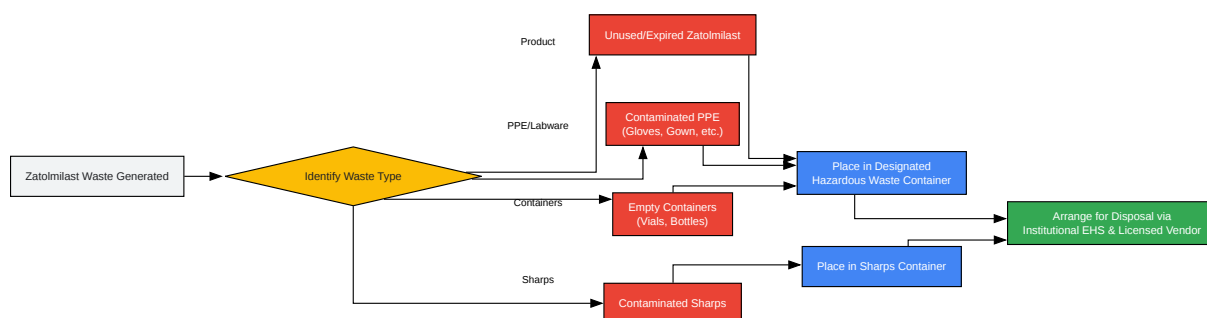 Zatolmilast Waste Generated
Identify Waste Type
Product
PPE/Labware
Containers
Sharps
Unused/Expired Zatolmilast
Contaminated PPE
(Gloves, Gown, etc.)
Empty Containers
(Vials, Bottles)
Contaminated Sharps
Place in Designated
Hazardous Waste Container
Place in Sharps Container
Arrange for Disposal via
Institutional EHS & Licensed Vendor